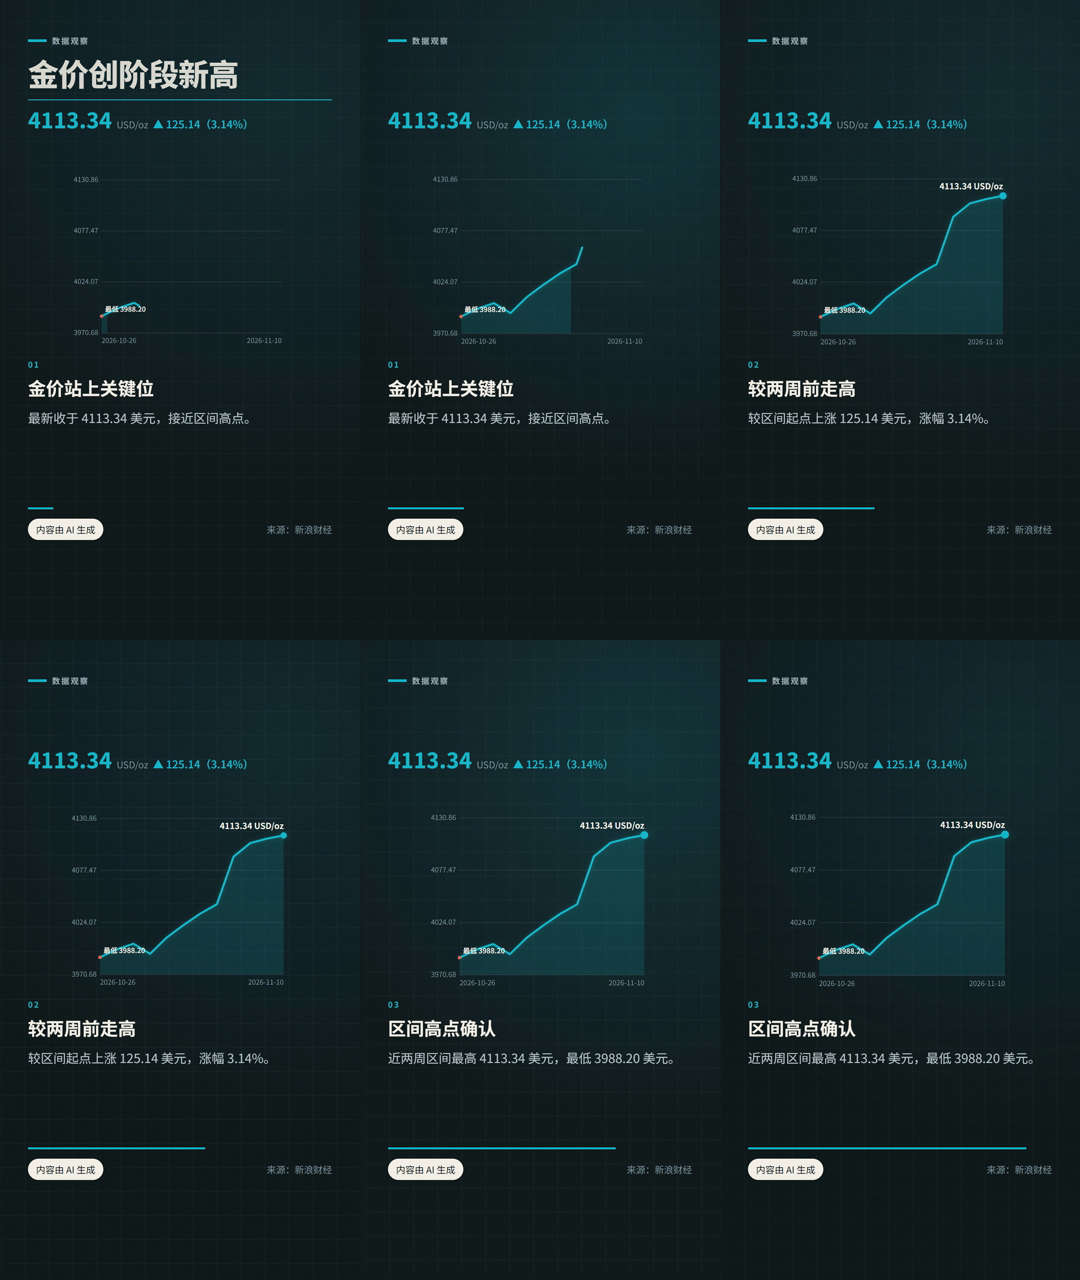 数据观察
金价创阶段新高
4113.34 USD/oz ▲ 125.14（3.14%）
4130.86
4077.47
4024.07
最低 3988.20
3970.68
2026-10-26 2026-11-10
01
金价站上关键位
最新收于 4113.34 美元，接近区间高点。
内容由 AI 生成 来源：新浪财经
数据观察
4113.34 USD/oz ▲ 125.14（3.14%）
4130.86
4077.47
4024.07
最低 3988.20
3970.68
2026-10-26 2026-11-10
01
金价站上关键位
最新收于 4113.34 美元，接近区间高点。
内容由 AI 生成 来源：新浪财经
数据观察
4113.34 USD/oz ▲ 125.14（3.14%）
4130.86
4113.34 USD/oz
4077.47
4024.07
最低 3988.20
3970.68
2026-10-26 2026-11-10
02
较两周前走高
较区间起点上涨 125.14 美元，涨幅 3.14%。
内容由 AI 生成 来源：新浪财经
数据观察
4113.34 USD/oz ▲ 125.14（3.14%）
4130.86
4113.34 USD/oz
4077.47
4024.07
最低 3988.20
3970.68
2026-10-26 2026-11-10
02
较两周前走高
较区间起点上涨 125.14 美元，涨幅 3.14%。
内容由 AI 生成 来源：新浪财经
数据观察
4113.34 USD/oz ▲ 125.14（3.14%）
4130.86
4113.34 USD/oz
4077.47
4024.07
最低 3988.20
3970.68
2026-10-26 2026-11-10
03
区间高点确认
近两周区间最高 4113.34 美元，最低 3988.20 美元。
内容由 AI 生成 来源：新浪财经
数据观察
4113.34 USD/oz ▲ 125.14（3.14%）
4130.86
4113.34 USD/oz
4077.47
4024.07
最低 3988.20
3970.68
2026-10-26 2026-11-10
03
区间高点确认
近两周区间最高 4113.34 美元，最低 3988.20 美元。
内容由 AI 生成 来源：新浪财经